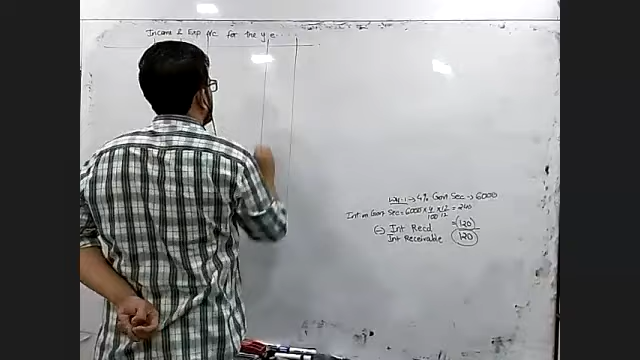 Income & Exp A/c for the y.e. ...
W.N-1 → 4% Govt Sec → 6000
Int on Govt Sec = 6000 × 4/100 × 12/12 = 240
(-) Int Recd = (120)
Int Receivable 120